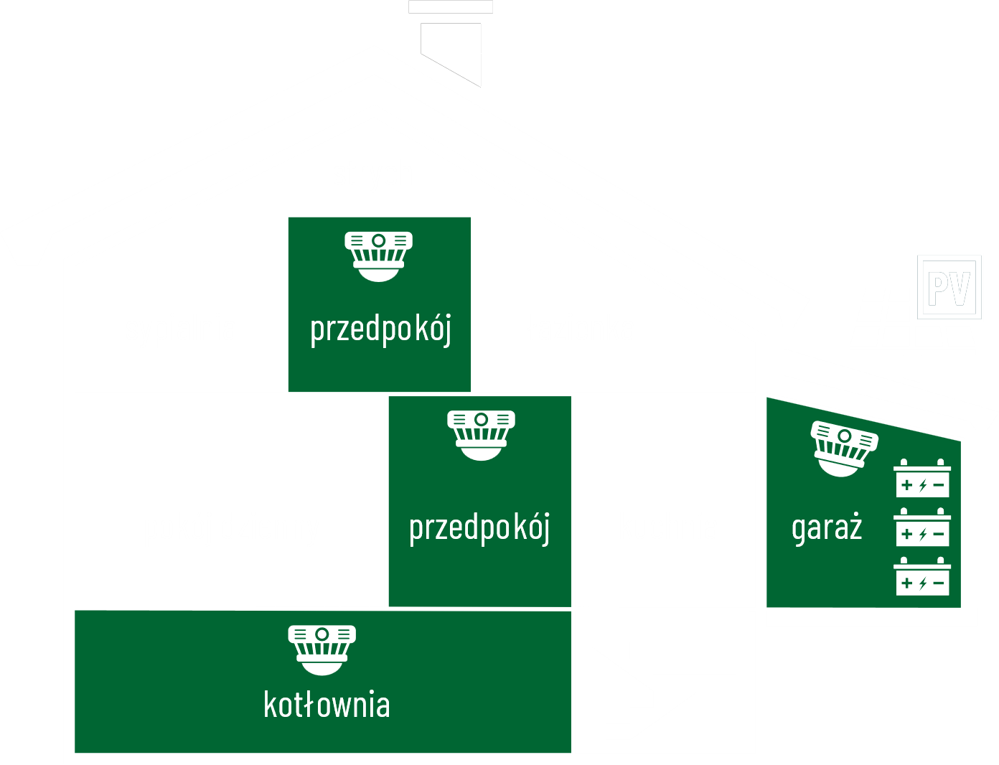 PV
przedpokój
przedpokój
garaż
kotłownia